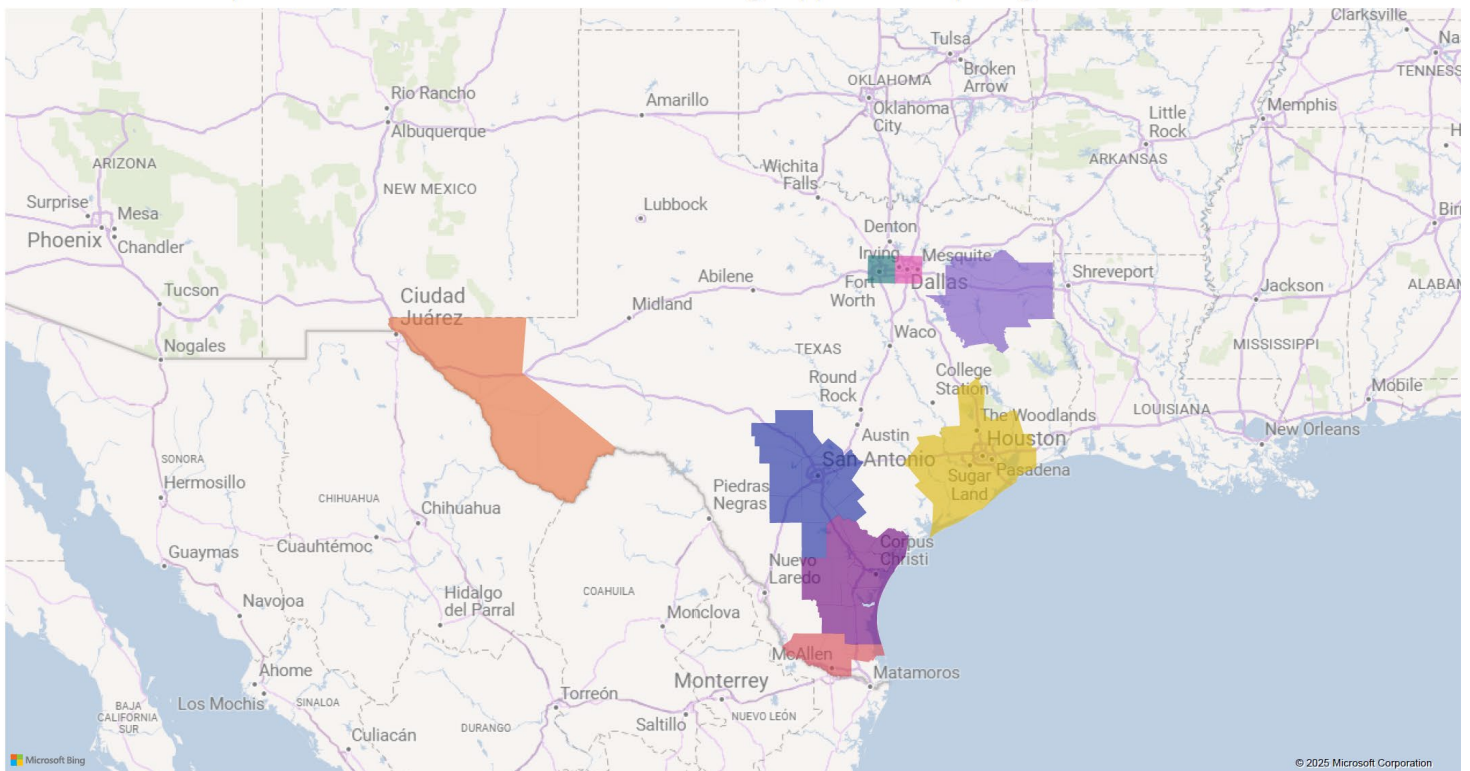 Clarksville
Tulsa
Na
Broken
Arrow
OKLAHOMA
TENNESS
Rio Rancho
Amarillo
Oklahoma
City
Memphis
Albuquerque
Little
Rock
H
ARIZONA
Wichita
Falls
ARKANSAS
NEW MEXICO
Surprise
Mesa
Lubbock
Birı
Phoenix
Chandler
Denton
Irving
Mesquite
Abilene
Dallas
Shreveport
Fort
Worth
Tucson
Jackson
ALABAM
Ciudad
Juárez
Midland
Waco
Nogales
TEXAS
MISSISSIPPI
College
Station
Round
Rock
Mobile
The Woodlands
LOUISIANA
New Orleans
Austin
Houston
SONORA
San Antonio
Pasadena
Hermosillo
Sugar
Land
CHIHUAHUA
Piedras
Negras
Chihuahua
Cuauhtémoc
Corpus
Christi
Guaymas
Nuevo
Laredo
Hidalgo
del Parral
COAHUILA
Navojoa
Monclova
McAllen
Ahome
Matamoros
Monterrey
Los Mochis
SINALOA
Torreón
BAJA
CALIFORNIA
SUR
NUEVO LEÓN
Saltillo
DURANGO
Culiacán
Microsoft Bing
© 2025 Microsoft Corporation